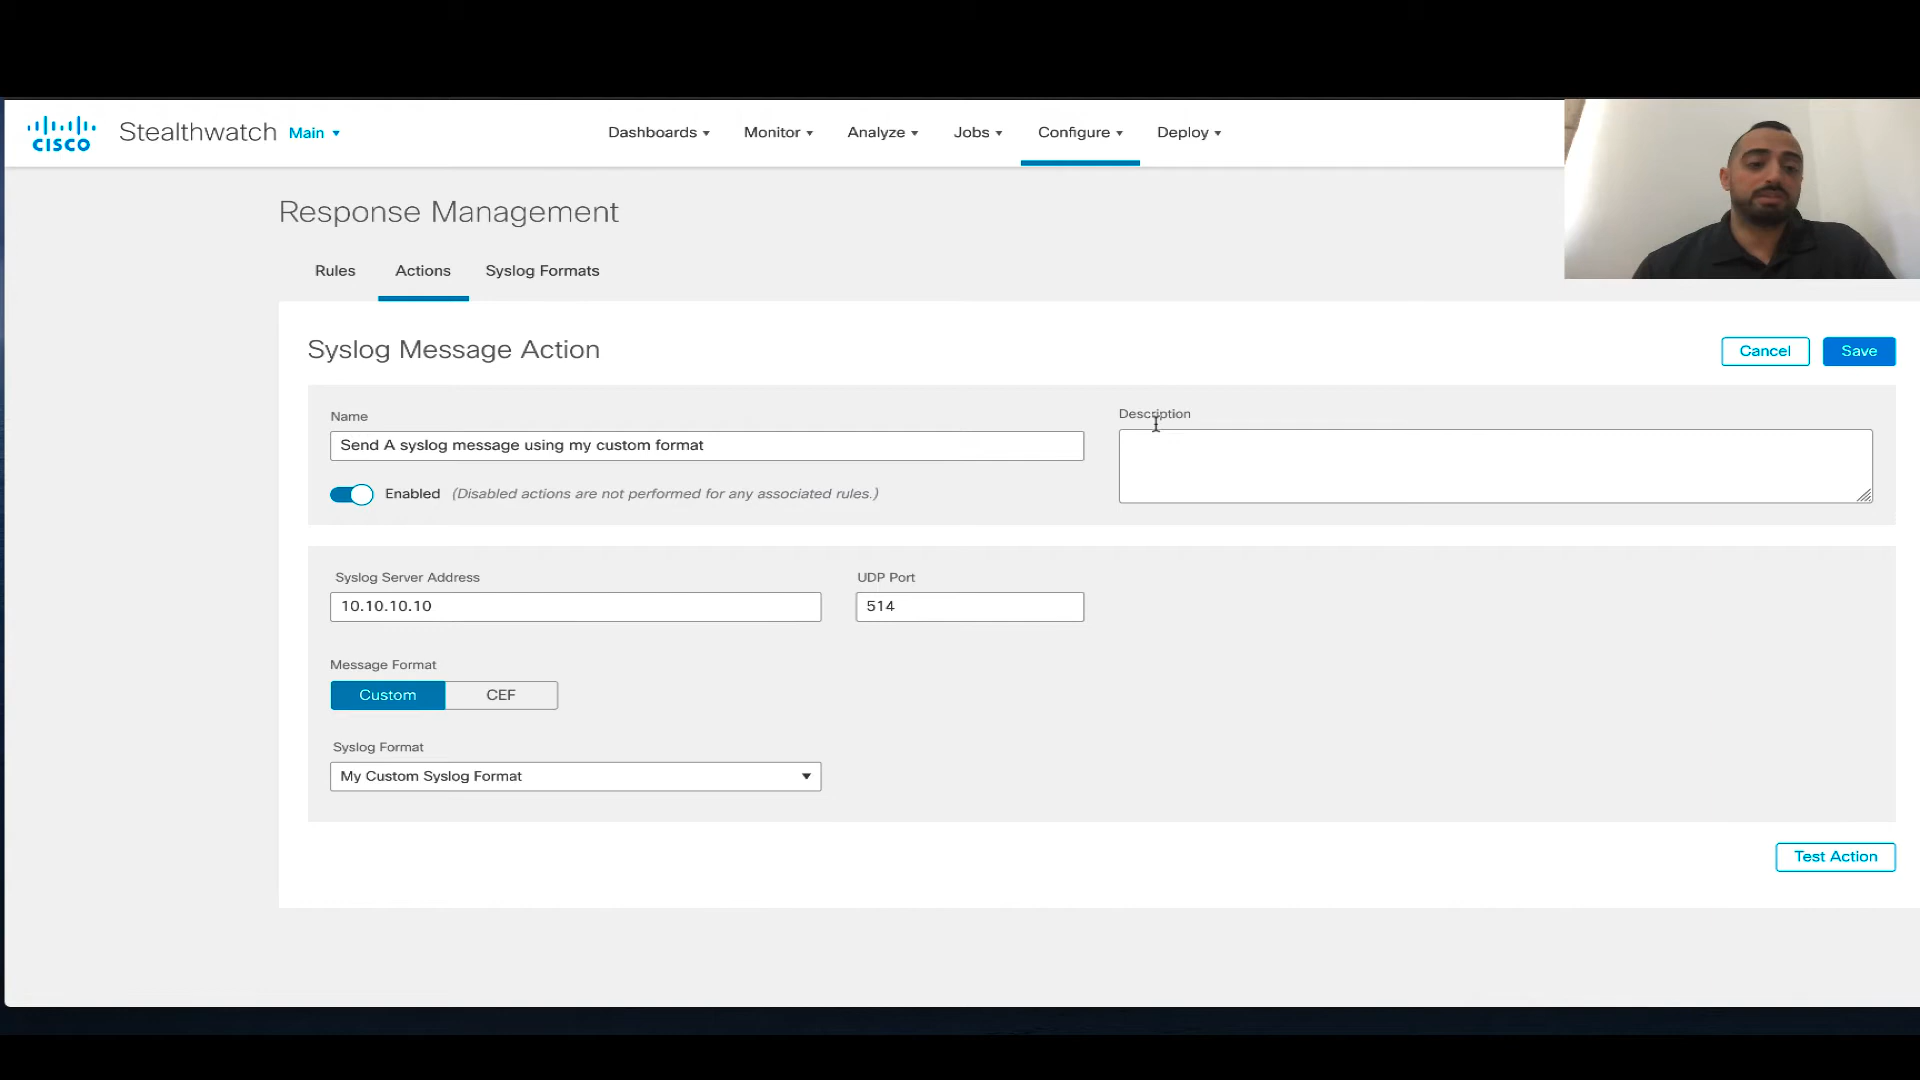 CISCO
Stealthwatch Main
Dashboards Monitor Analyze Jobs Configure Deploy
Response Management
Rules Actions Syslog Formats
Syslog Message Action
Cancel Save
Name
Description
Send A syslog message using my custom format
Enabled (Disabled actions are not performed for any associated rules.)
Syslog Server Address
UDP Port
10.10.10.10
514
Message Format
Custom CEF
Syslog Format
My Custom Syslog Format
Test Action